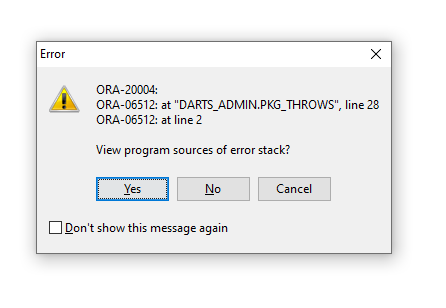 Error
ORA-20004:
ORA-06512: at "DARTS_ADMIN.PKG_THROWS", line 28
ORA-06512: at line 2
View program sources of error stack?
Yes No Cancel
Don't show this message again